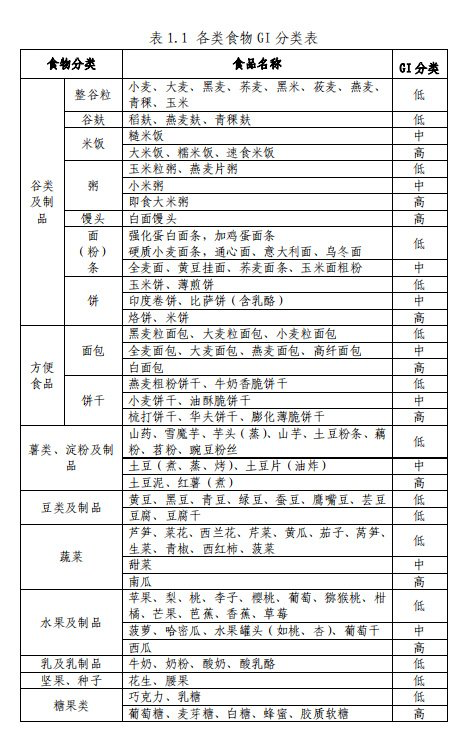 表 1.1 各类食物 GI 分类表
食物分类 食品名称 GI 分类
谷类及制品 整谷粒 小麦、大麦、黑麦、荞麦、黑米、莜麦、燕麦、
青稞、玉米 低
谷麸 稻麸、燕麦麸、青稞麸 低
米饭 糙米饭 中
大米饭、糯米饭、速食米饭 高
粥 玉米粒粥、燕麦片粥 低
小米粥 中
即食大米粥 高
馒头 白面馒头 高
面（粉）条 强化蛋白面条，加鸡蛋面条
硬质小麦面条，通心面、意大利面、乌冬面 低
全麦面、黄豆挂面、荞麦面条、玉米面粗粉 中
饼 玉米饼、薄煎饼 低
印度卷饼、比萨饼（含乳酪） 中
烙饼、米饼 高
方便食品 面包 黑麦粒面包、大麦粒面包、小麦粒面包 低
全麦面包、大麦面包、燕麦面包、高纤面包 中
白面包 高
饼干 燕麦粗粉饼干、牛奶香脆饼干 低
小麦饼干、油酥脆饼干 中
梳打饼干、华夫饼干、膨化薄脆饼干 高
薯类、淀粉及制品 山药、雪魔芋、芋头（蒸）、山芋、土豆粉条、藕
粉、苕粉、豌豆粉丝 低
土豆（煮、蒸、烤）、土豆片（油炸） 中
土豆泥、红薯（煮） 高
豆类及制品 黄豆、黑豆、青豆、绿豆、蚕豆、鹰嘴豆、芸豆 低
豆腐、豆腐干 低
蔬菜 芦笋、菜花、西兰花、芹菜、黄瓜、茄子、莴笋、
生菜、青椒、西红柿、菠菜 低
甜菜 中
南瓜 高
水果及制品 苹果、梨、桃、李子、樱桃、葡萄、猕猴桃、柑
橘、芒果、芭蕉、香蕉、草莓 低
菠萝、哈密瓜、水果罐头（如桃、杏）、葡萄干 中
西瓜 高
乳及乳制品 牛奶、奶粉、酸奶、酸乳酪 低
坚果、种子 花生、腰果 低
糖果类 巧克力、乳糖 低
葡萄糖、麦芽糖、白糖、蜂蜜、胶质软糖 高